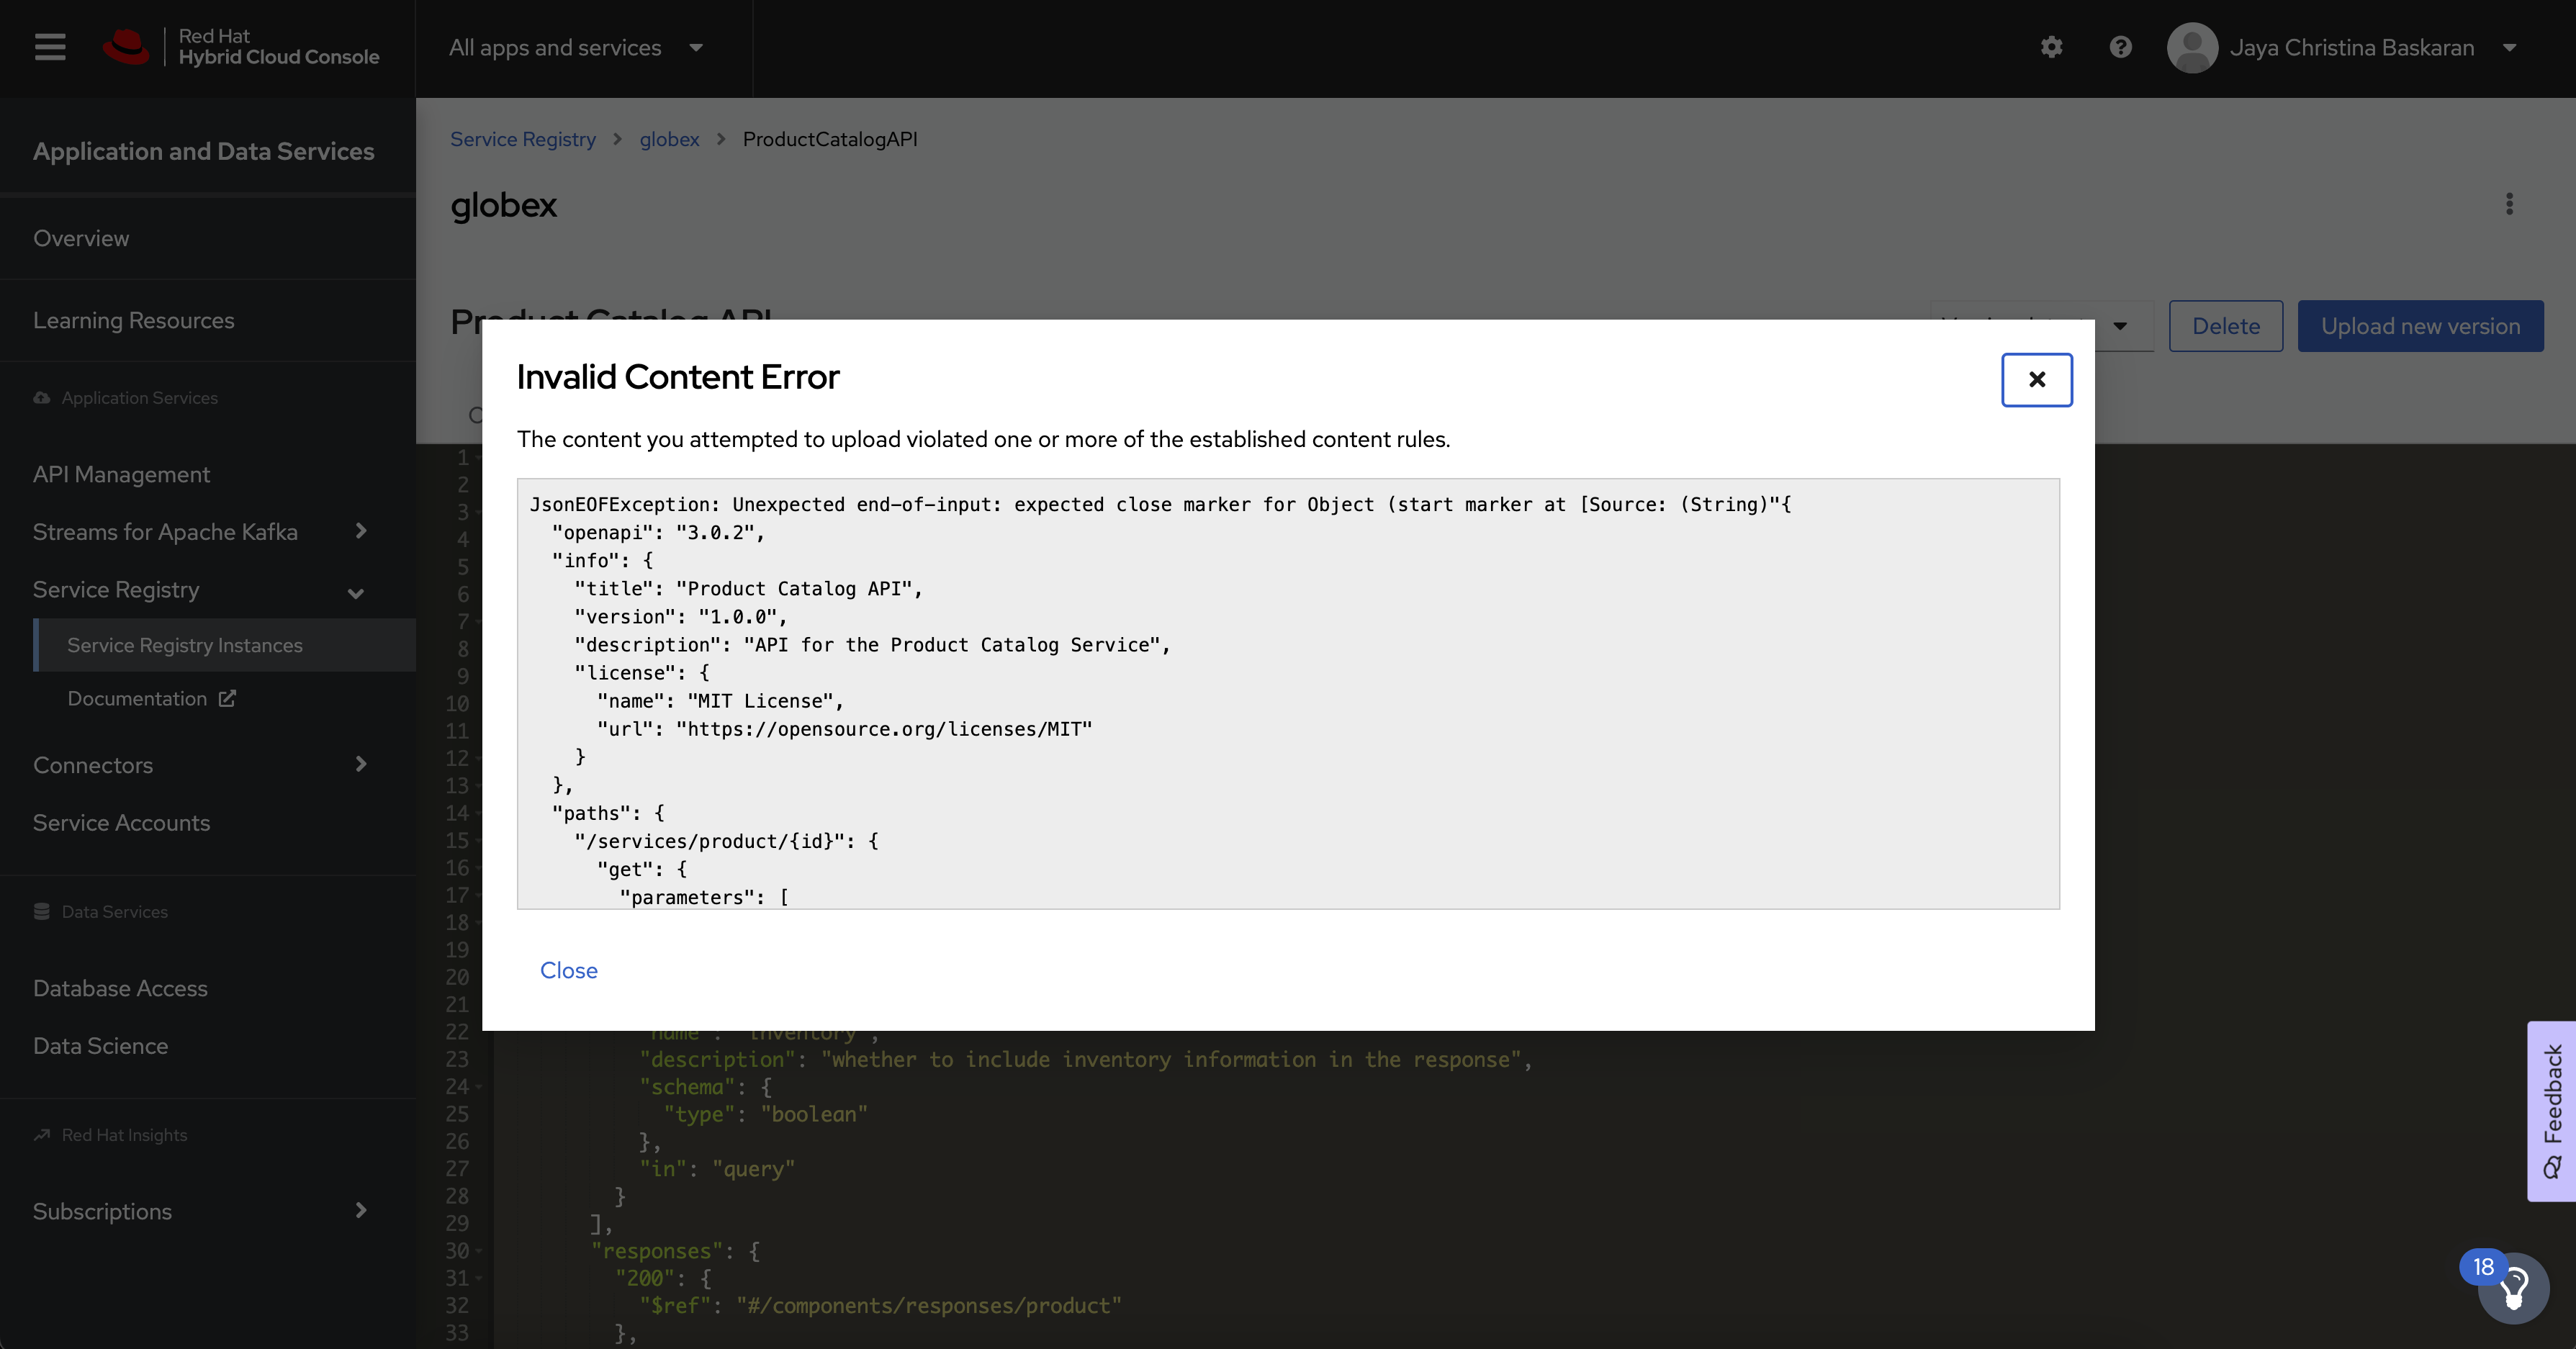 Red Hat
Hybrid Cloud Console
All apps and services
Jaya Christina Baskaran
Application and Data Services
Overview
Learning Resources
Application Services
API Management
Streams for Apache Kafka
Service Registry
Service Registry Instances
Documentation
Connectors
Service Accounts
Data Services
Database Access
Data Science
Red Hat Insights
Subscriptions
Service Registry > globex > ProductCatalogAPI
globex
Product Catalog API
Delete
Upload new version
Invalid Content Error
The content you attempted to upload violated one or more of the established content rules.
JsonEOFException: Unexpected end-of-input: expected close marker for Object (start marker at [Source: (String)"{
"openapi": "3.0.2",
"info": {
"title": "Product Catalog API",
"version": "1.0.0",
"description": "API for the Product Catalog Service",
"license": {
"name": "MIT License",
"url": "https://opensource.org/licenses/MIT"
}
},
"paths": {
"/services/product/{id}": {
"get": {
"parameters": [
Close
1
2
3
4
5
6
7
8
9
10
11
12
13
14
15
16
17
18
19
20
21
22 "name": "inventory",
23 "description": "whether to include inventory information in the response",
24 "schema": {
25 "type": "boolean"
26 },
27 "in": "query"
28 }
29 ],
30 "responses": {
31 "200": {
32 "$ref": "#/components/responses/product"
33 },
Feedback
18